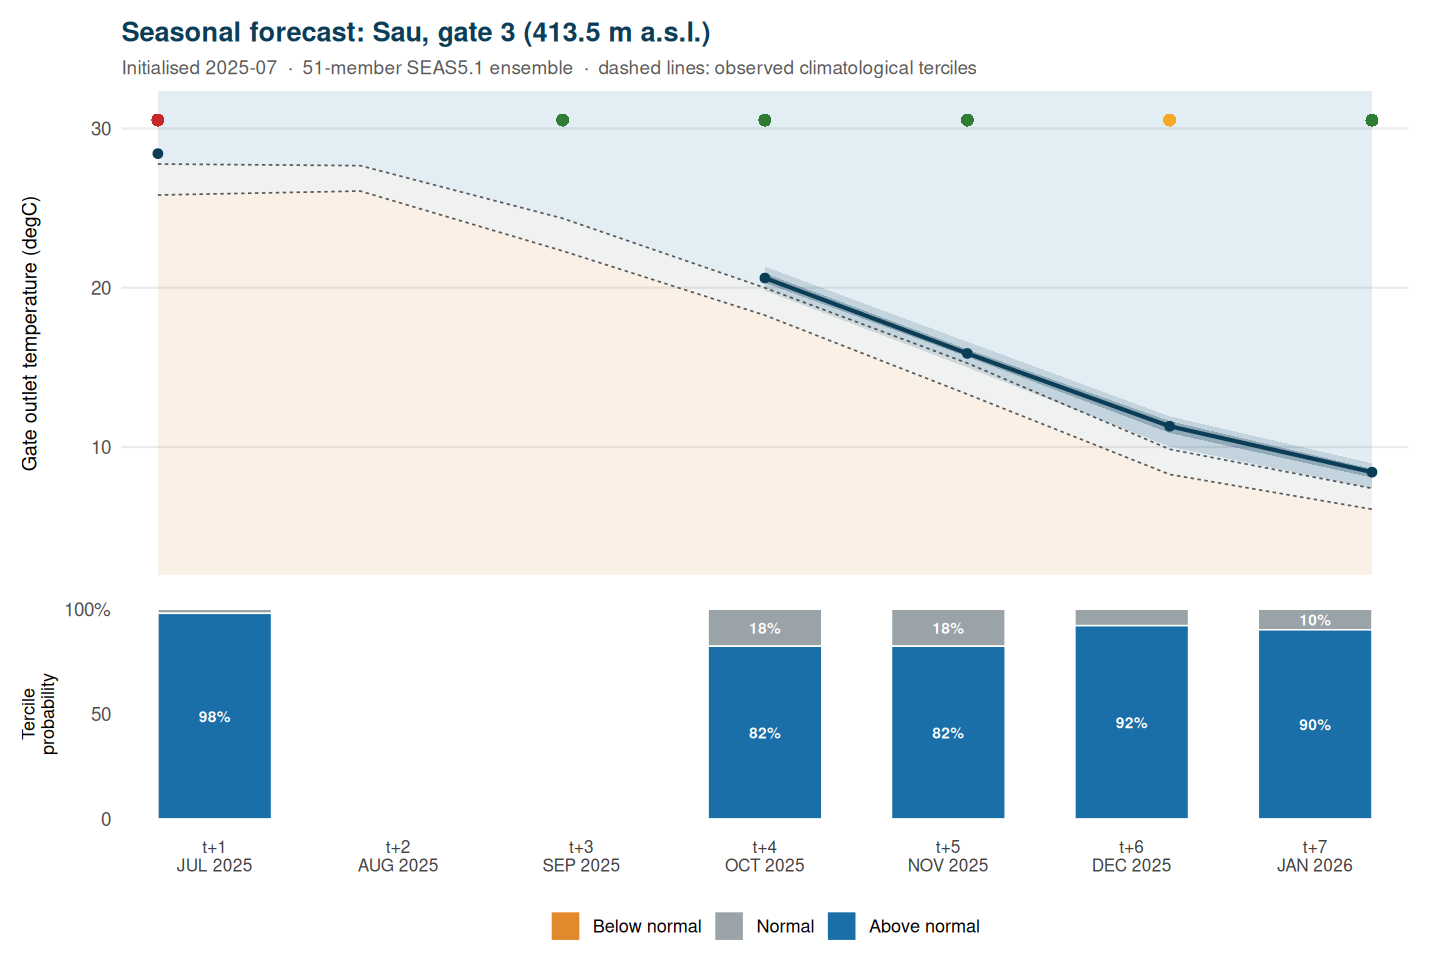 Seasonal forecast: Sau, gate 3 (413.5 m a.s.l.)
Initialised 2025-07 · 51-member SEAS5.1 ensemble · dashed lines: observed climatological terciles
Gate outlet temperature (degC)
30
20
10
Tercile
probability
100%
50
0
98%
18%
82%
18%
82%
92%
10%
90%
t+1
JUL 2025
t+2
AUG 2025
t+3
SEP 2025
t+4
OCT 2025
t+5
NOV 2025
t+6
DEC 2025
t+7
JAN 2026
Below normal
Normal
Above normal